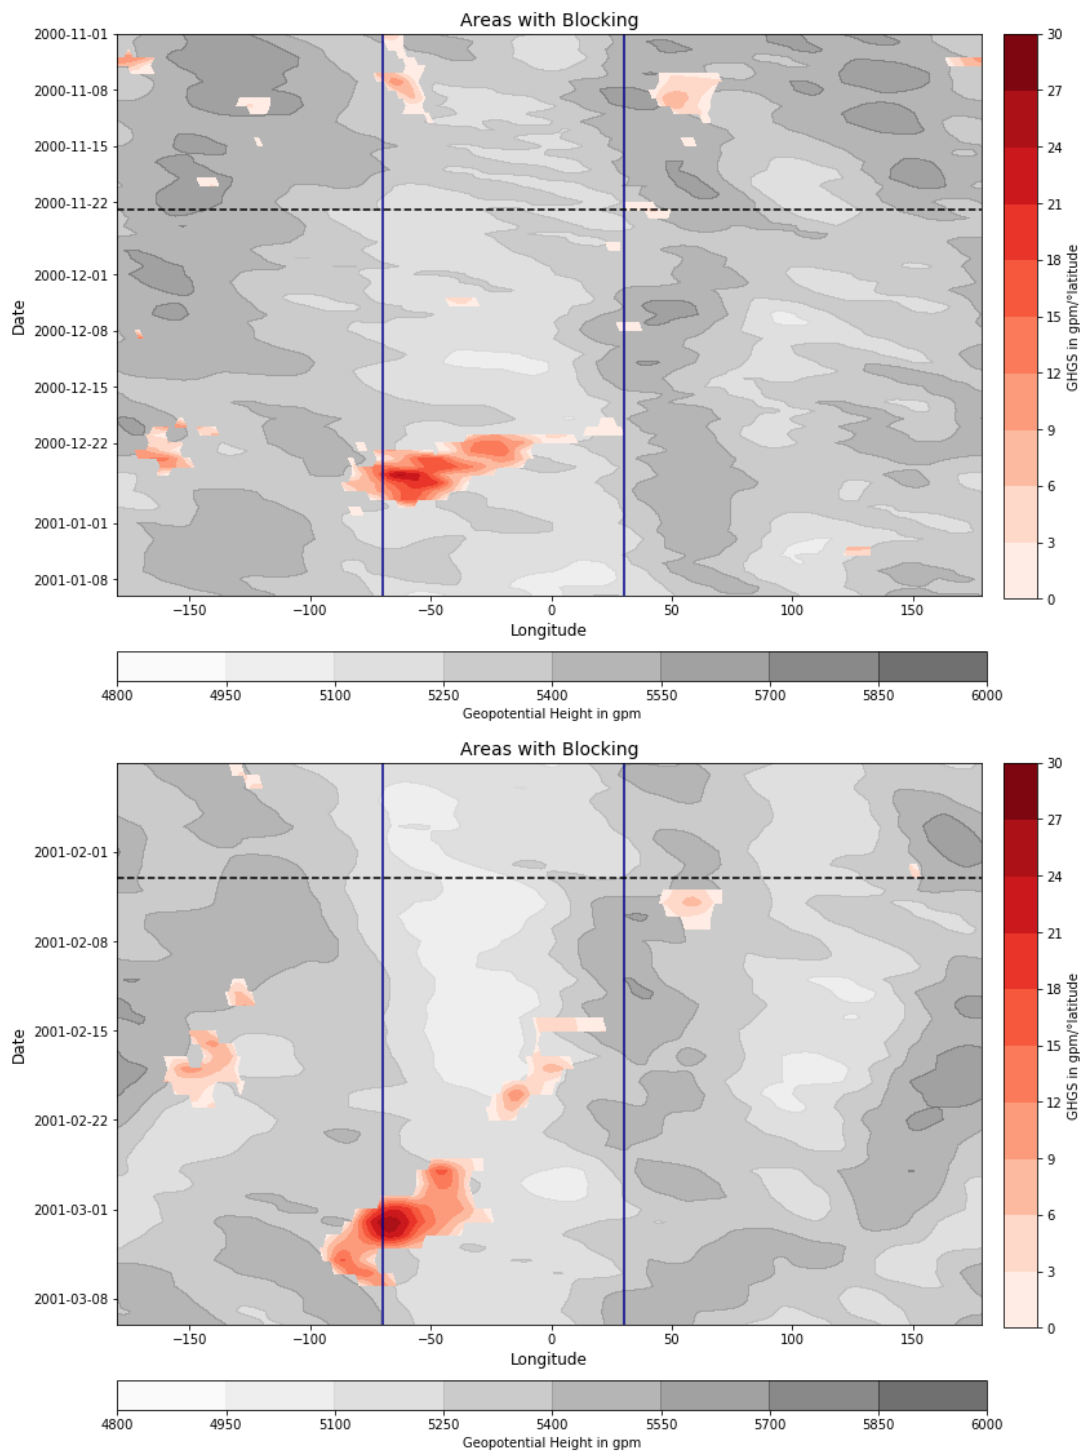 Areas with Blocking
2000-11-01
2000-11-08
2000-11-15
2000-11-22
2000-12-01
2000-12-08
2000-12-15
2000-12-22
2001-01-01
2001-01-08
Date
−150 −100 −50 0 50 100 150
Longitude
30
27
24
21
18
15
12
9
6
3
0
GHGS in gpm/°latitude
4800 4950 5100 5250 5400 5550 5700 5850 6000
Geopotential Height in gpm
Areas with Blocking
2001-02-01
2001-02-08
2001-02-15
2001-02-22
2001-03-01
2001-03-08
Date
−150 −100 −50 0 50 100 150
Longitude
30
27
24
21
18
15
12
9
6
3
0
GHGS in gpm/°latitude
4800 4950 5100 5250 5400 5550 5700 5850 6000
Geopotential Height in gpm